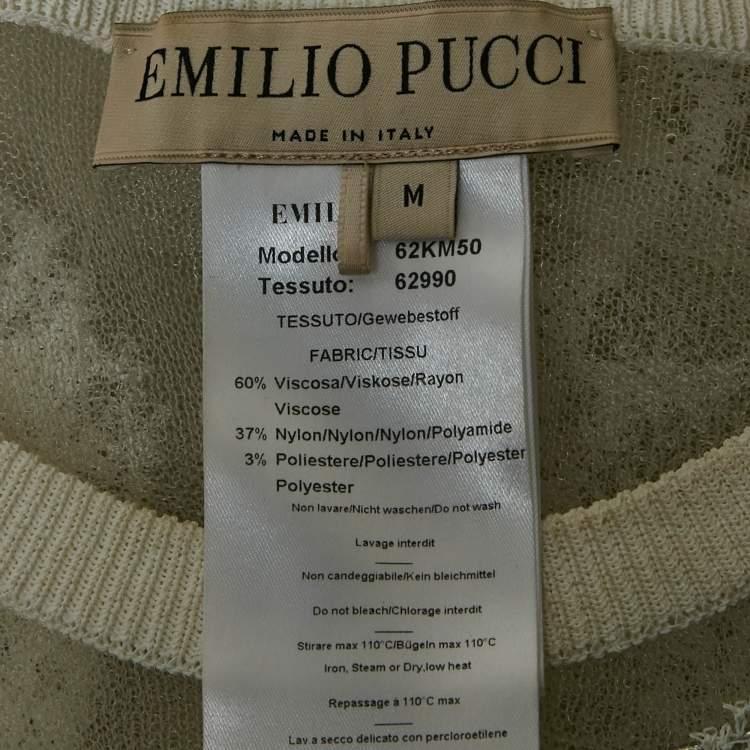 EMILIO PUCCI
MADE IN ITALY
M
EMIL
Modello 62KM50
Tessuto: 62990
TESSUTO/Gewebestoff
FABRIC/TISSU
60% Viscosa/Viskose/Rayon
Viscose
37% Nylon/Nylon/Nylon/Polyamide
3% Poliestere/Poliestere/Polyester
Polyester
Non lavare/Nicht waschen/Do not wash
Lavage interdit
Non candeggiabile/Kein bleichmittel
Do not bleach/Chlorage interdit
Stirare max 110°C/Bügeln max 110°C
Iron, Steam or Dry,low heat
Repassage à 110°C max
Lav.a secco delicato con percloroetilene